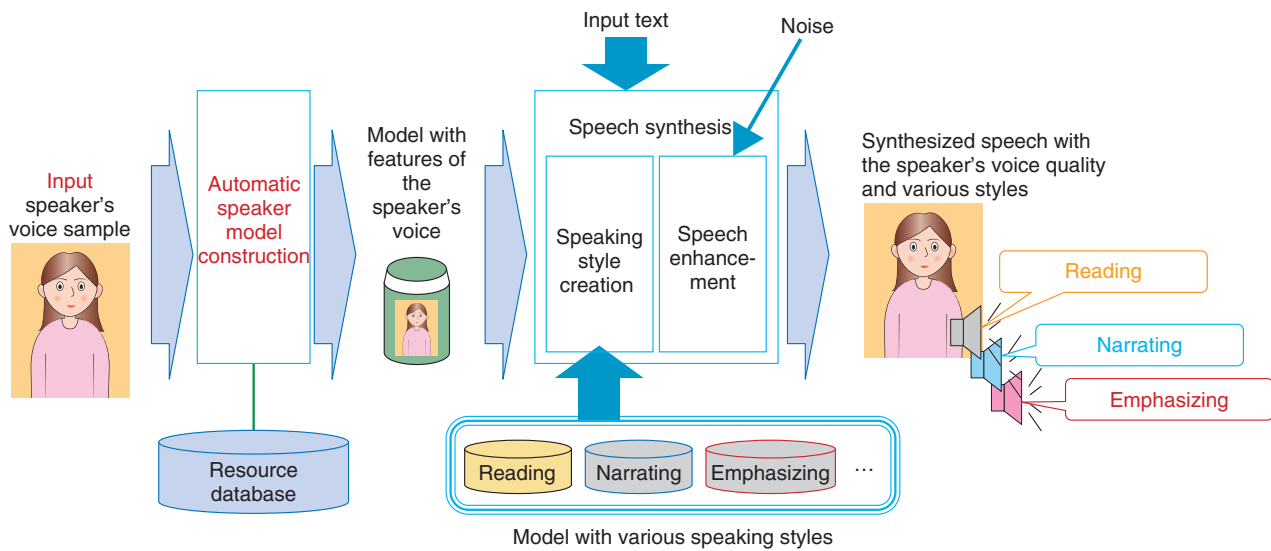 Input text
Noise
Speech synthesis
Input
speaker's
voice sample
Automatic
speaker
model
construction
Model with
features of
the
speaker's
voice
Speaking
style
creation
Speech
enhance-
ment
Synthesized speech with
the speaker's voice quality
and various styles
Reading
Narrating
Emphasizing
Resource
database
Reading
Narrating
Emphasizing
...
Model with various speaking styles